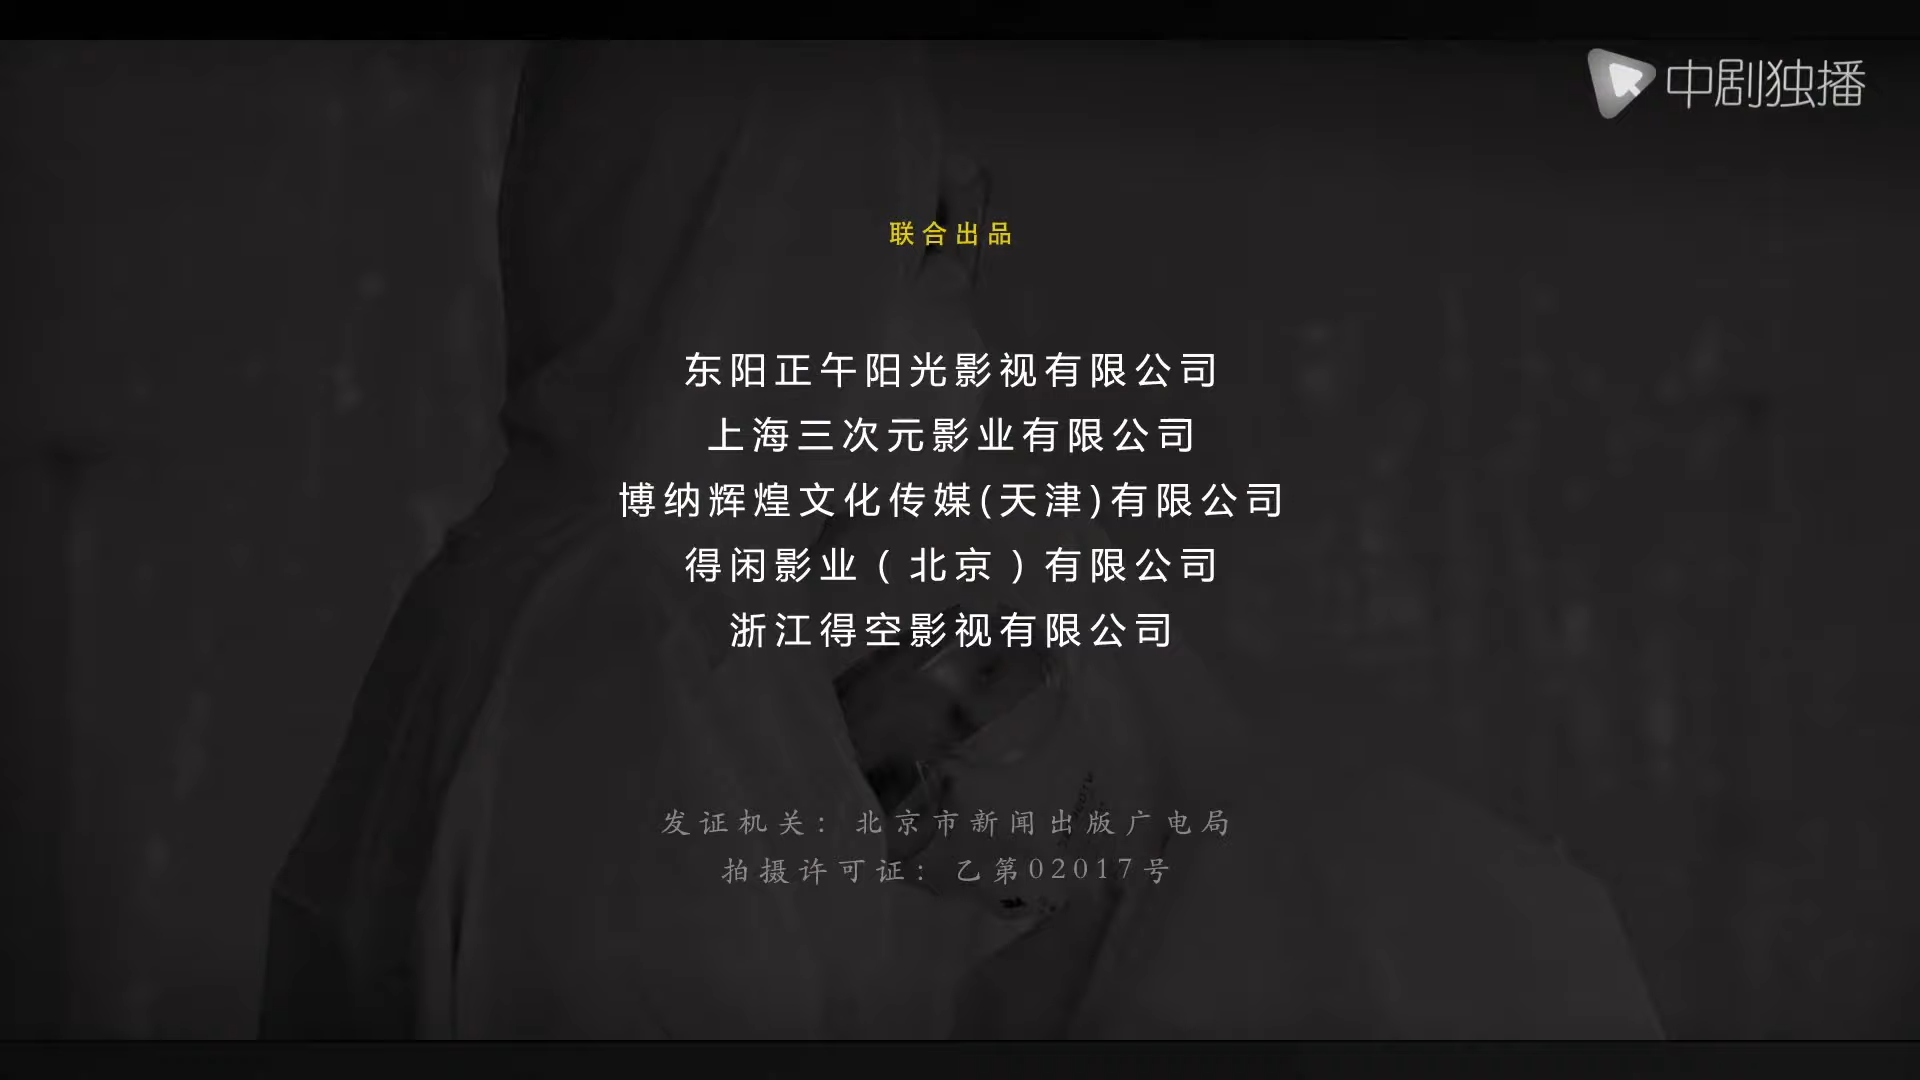 中剧独播
联合出品
东阳正午阳光影视有限公司
上海三次元影业有限公司
博纳辉煌文化传媒(天津)有限公司
得闲影业（北京）有限公司
浙江得空影视有限公司
发证机关：北京市新闻出版广电局
拍摄许可证：乙第02017号